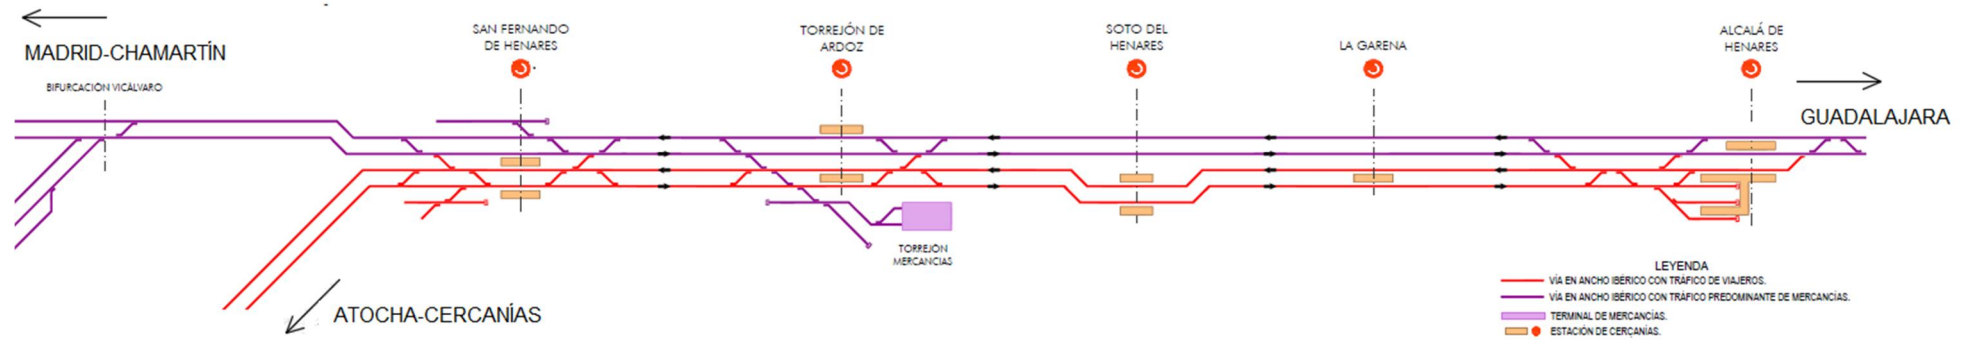 MADRID-CHAMARTÍN
BIFURCACIÓN VICÁLVARO
SAN FERNANDO
DE HENARES
TORREJÓN DE
ARDOZ
SOTO DEL
HENARES
LA GARENA
ALCALÁ DE
HENARES
GUADALAJARA
TORREJÓN
MERCANCIAS
ATOCHA-CERCANÍAS
LEYENDA
VÍA EN ANCHO IBÉRICO CON TRÁFICO DE VIAJEROS.
VÍA EN ANCHO IBÉRICO CON TRÁFICO PREDOMINANTE DE MERCANCÍAS.
TERMINAL DE MERCANCÍAS.
ESTACIÓN DE CERCANÍAS.